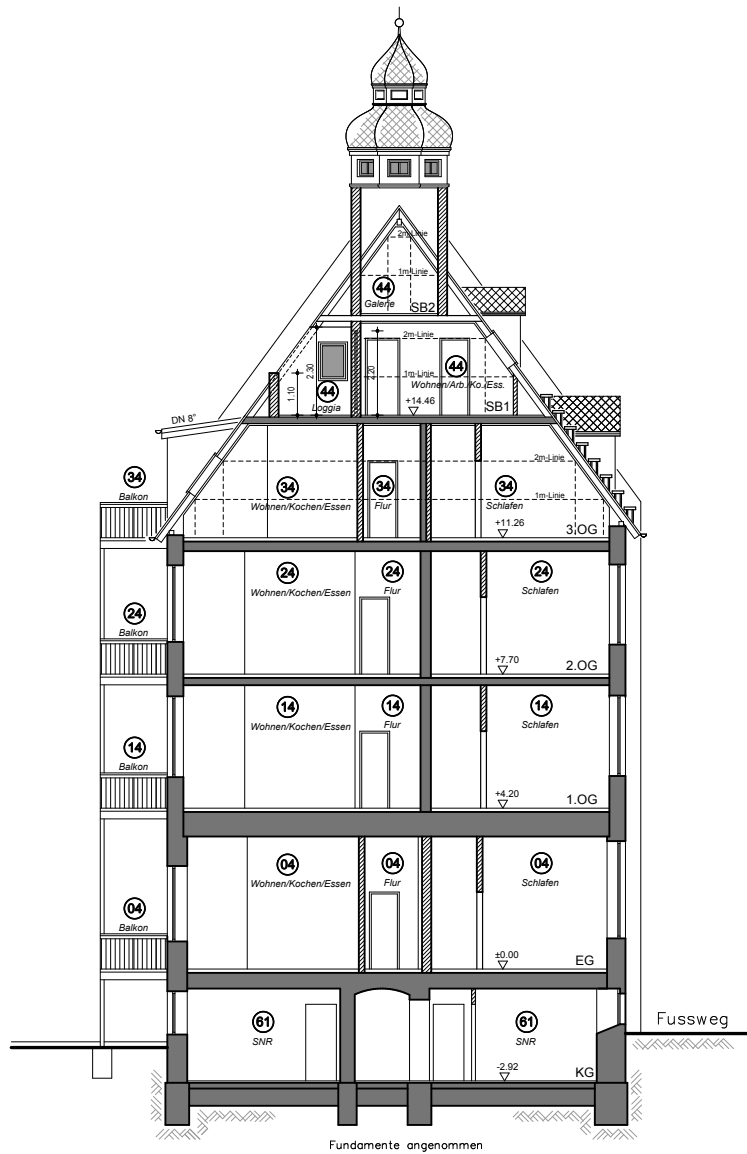 2m-Linie
1m-Linie
44
Galerie
SB2
2m-Linie
44
1m-Linie
Wohnen/Arb./Ko./Ess.
2.30
2.20
1.10
44
Loggia
+14.46
SB1
DN 8°
2m-Linie
34
Balkon
34
Wohnen/Kochen/Essen
34
Flur
34
Schlafen
1m-Linie
+11.26
3.OG
24
Wohnen/Kochen/Essen
24
Flur
24
Schlafen
24
Balkon
+7.70
2.OG
14
Wohnen/Kochen/Essen
14
Flur
14
Schlafen
14
Balkon
+4.20
1.OG
04
Wohnen/Kochen/Essen
04
Flur
04
Schlafen
04
Balkon
±0.00
EG
Fussweg
61
SNR
61
SNR
-2.92
KG
Fundamente angenommen